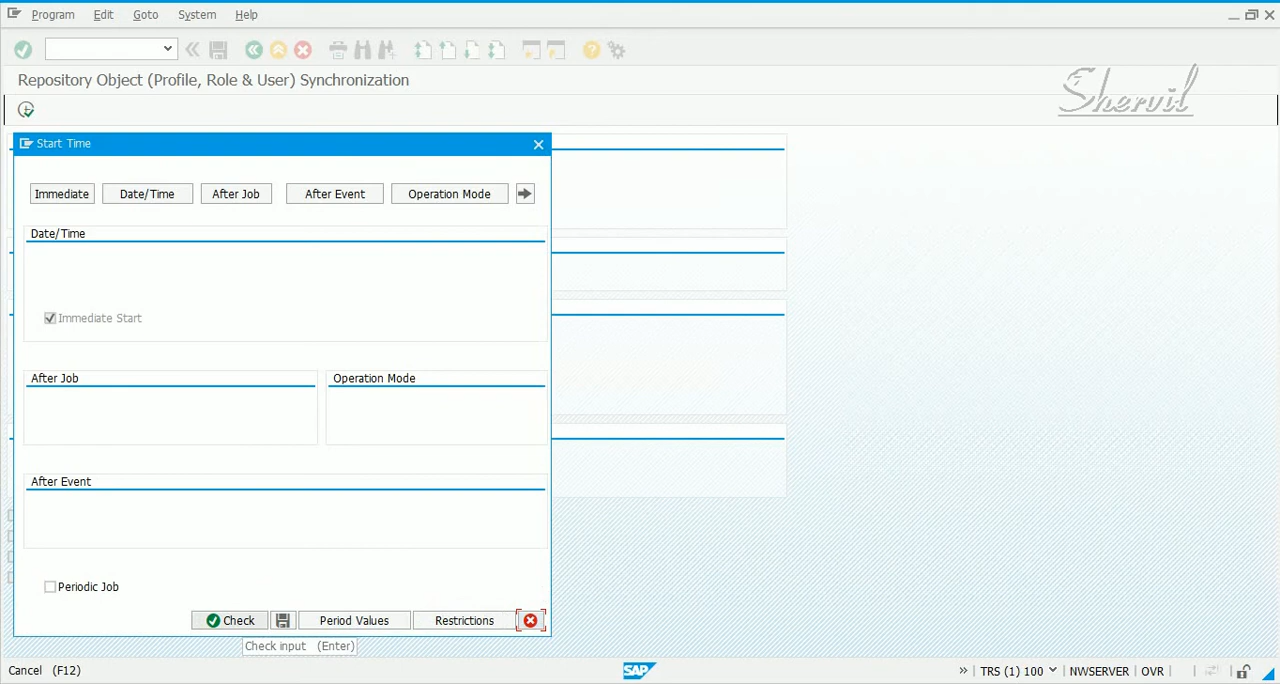 Program Edit Goto System Help
Repository Object (Profile, Role & User) Synchronization
Shervil
Start Time
Immediate Date/Time After Job After Event Operation Mode
Date/Time
Immediate Start
After Job Operation Mode
After Event
Periodic Job
Check Period Values Restrictions
Check input (Enter)
Cancel (F12) SAP » TRS (1) 100 NWSERVER OVR